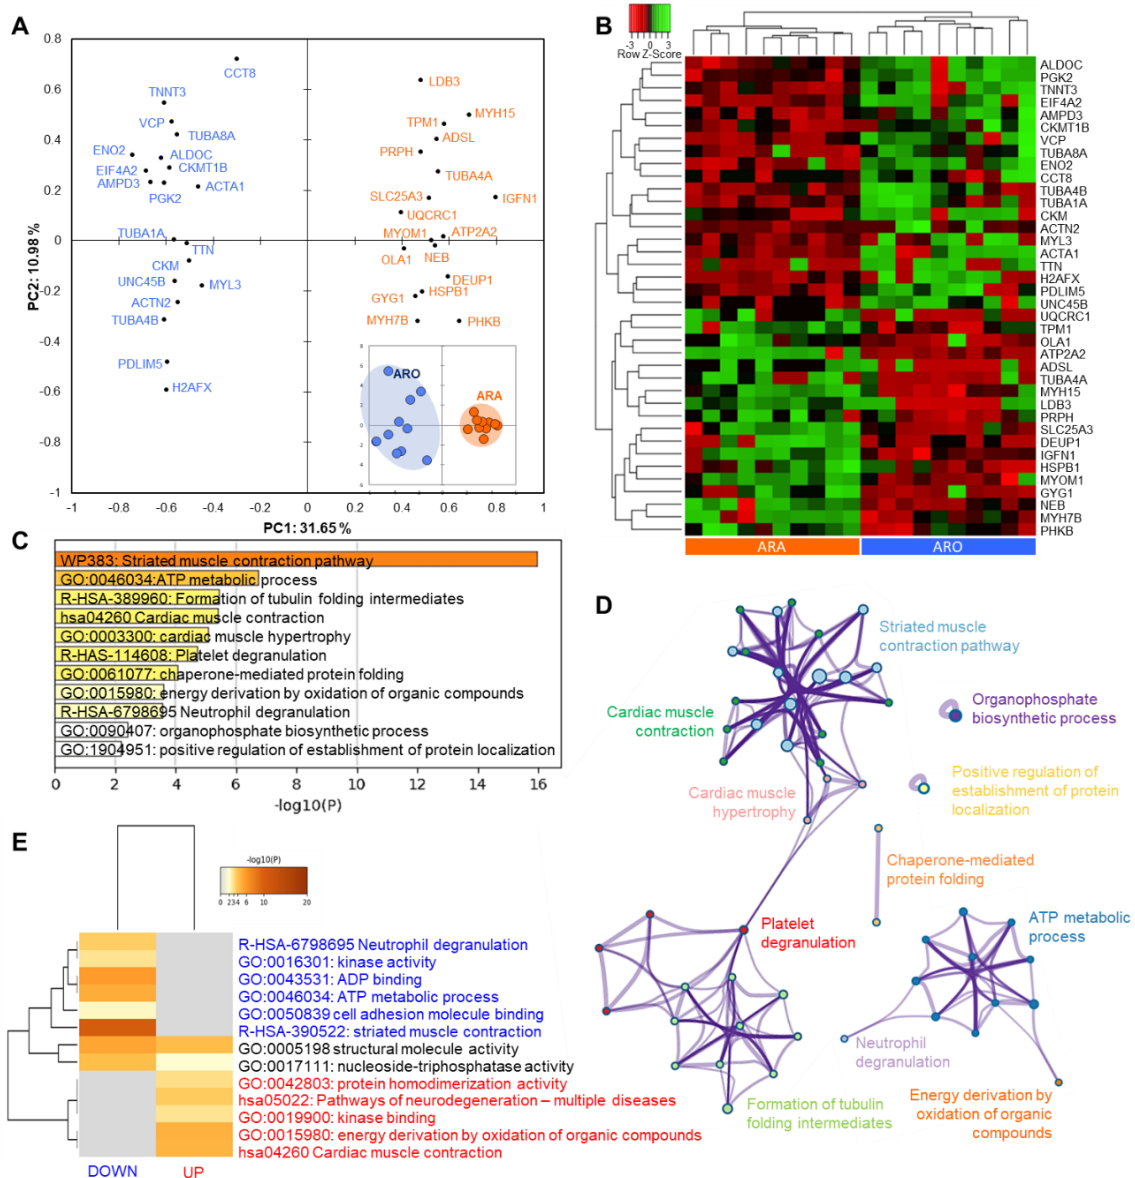 A
0.8
0.6
0.4
0.2
0
-0.2
-0.4
-0.6
-0.8
-1
-1
-0.8
-0.6
-0.4
-0.2
0
0.2
0.4
0.6
0.8
1
PC2: 10.98 %
PC1: 31.65 %
CCT8
TNNT3
VCP
TUBA8A
ENO2
ALDOC
EIF4A2
CKMT1B
AMPD3
ACTA1
PGK2
TUBA1A
TTN
CKM
UNC45B
MYL3
ACTN2
TUBA4B
PDLIM5
H2AFX
LDB3
MYH15
TPM1
ADSL
PRPH
TUBA4A
SLC25A3
IGFN1
UQCRC1
MYOM1
ATP2A2
OLA1
NEB
DEUP1
HSPB1
GYG1
MYH7B
PHKB
ARO
ARA
B
-3 0 3
Row Z-Score
ALDOC
PGK2
TNNT3
EIF4A2
AMPD3
CKMT1B
VCP
TUBA8A
ENO2
CCT8
TUBA4B
TUBA1A
CKM
ACTN2
MYL3
ACTA1
TTN
H2AFX
PDLIM5
UNC45B
UQCRC1
TPM1
OLA1
ATP2A2
ADSL
TUBA4A
MYH15
LDB3
PRPH
SLC25A3
DEUP1
IGFN1
HSPB1
MYOM1
GYG1
NEB
MYH7B
PHKB
ARA
ARO
C
WP383: Striated muscle contraction pathway
GO:0046034:ATP metabolic process
R-HSA-389960: Formation of tubulin folding intermediates
hsa04260 Cardiac muscle contraction
GO:0003300: cardiac muscle hypertrophy
R-HAS-114608: Platelet degranulation
GO:0061077: chaperone-mediated protein folding
GO:0015980: energy derivation by oxidation of organic compounds
R-HSA-6798695 Neutrophil degranulation
GO:0090407: organophosphate biosynthetic process
GO:1904951: positive regulation of establishment of protein localization
0 2 4 6 8 10 12 14 16
-log10(P)
D
Striated muscle
contraction pathway
Organophosphate
biosynthetic process
Cardiac muscle
contraction
Positive regulation of
establishment of protein
localization
Cardiac muscle
hypertrophy
Chaperone-mediated
protein folding
Platelet
degranulation
ATP metabolic
process
Neutrophil
degranulation
Formation of tubulin
folding intermediates
Energy derivation by
oxidation of organic
compounds
E
-log10(P)
0 2 3 4 6 10 20
R-HSA-6798695 Neutrophil degranulation
GO:0016301: kinase activity
GO:0043531: ADP binding
GO:0046034: ATP metabolic process
GO:0050839 cell adhesion molecule binding
R-HSA-390522: striated muscle contraction
GO:0005198 structural molecule activity
GO:0017111: nucleoside-triphosphatase activity
GO:0042803: protein homodimerization activity
hsa05022: Pathways of neurodegeneration – multiple diseases
GO:0019900: kinase binding
GO:0015980: energy derivation by oxidation of organic compounds
hsa04260 Cardiac muscle contraction
DOWN
UP